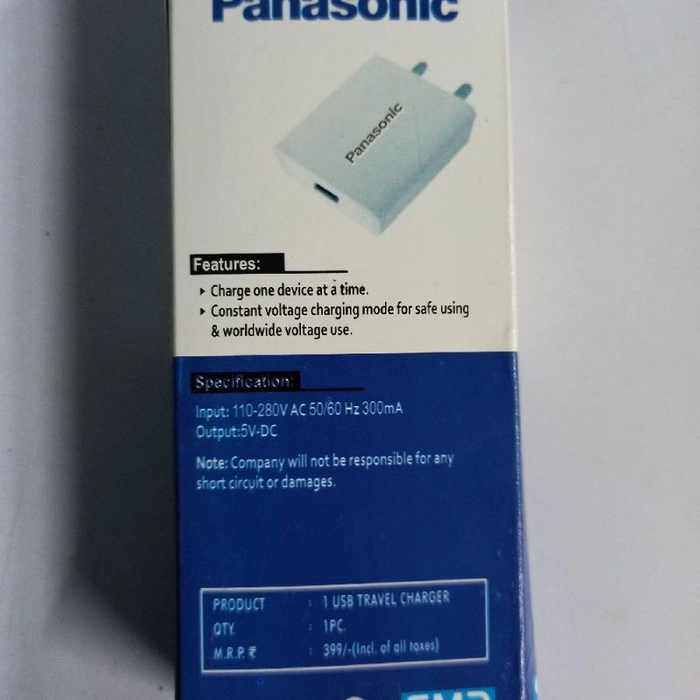 Panasonic
Panasonic
Features:
‣ Charge one device at a time.
‣ Constant voltage charging mode for safe using
& worldwide voltage use.
Specification:
Input: 110-280V AC 50/60 Hz 300mA
Output:5V-DC
Note: Company will not be responsible for any
short circuit or damages.
PRODUCT : 1 USB TRAVEL CHARGER
QTY. : 1PC.
M.R.P. ₹ : 399/-(Incl. of all taxes)